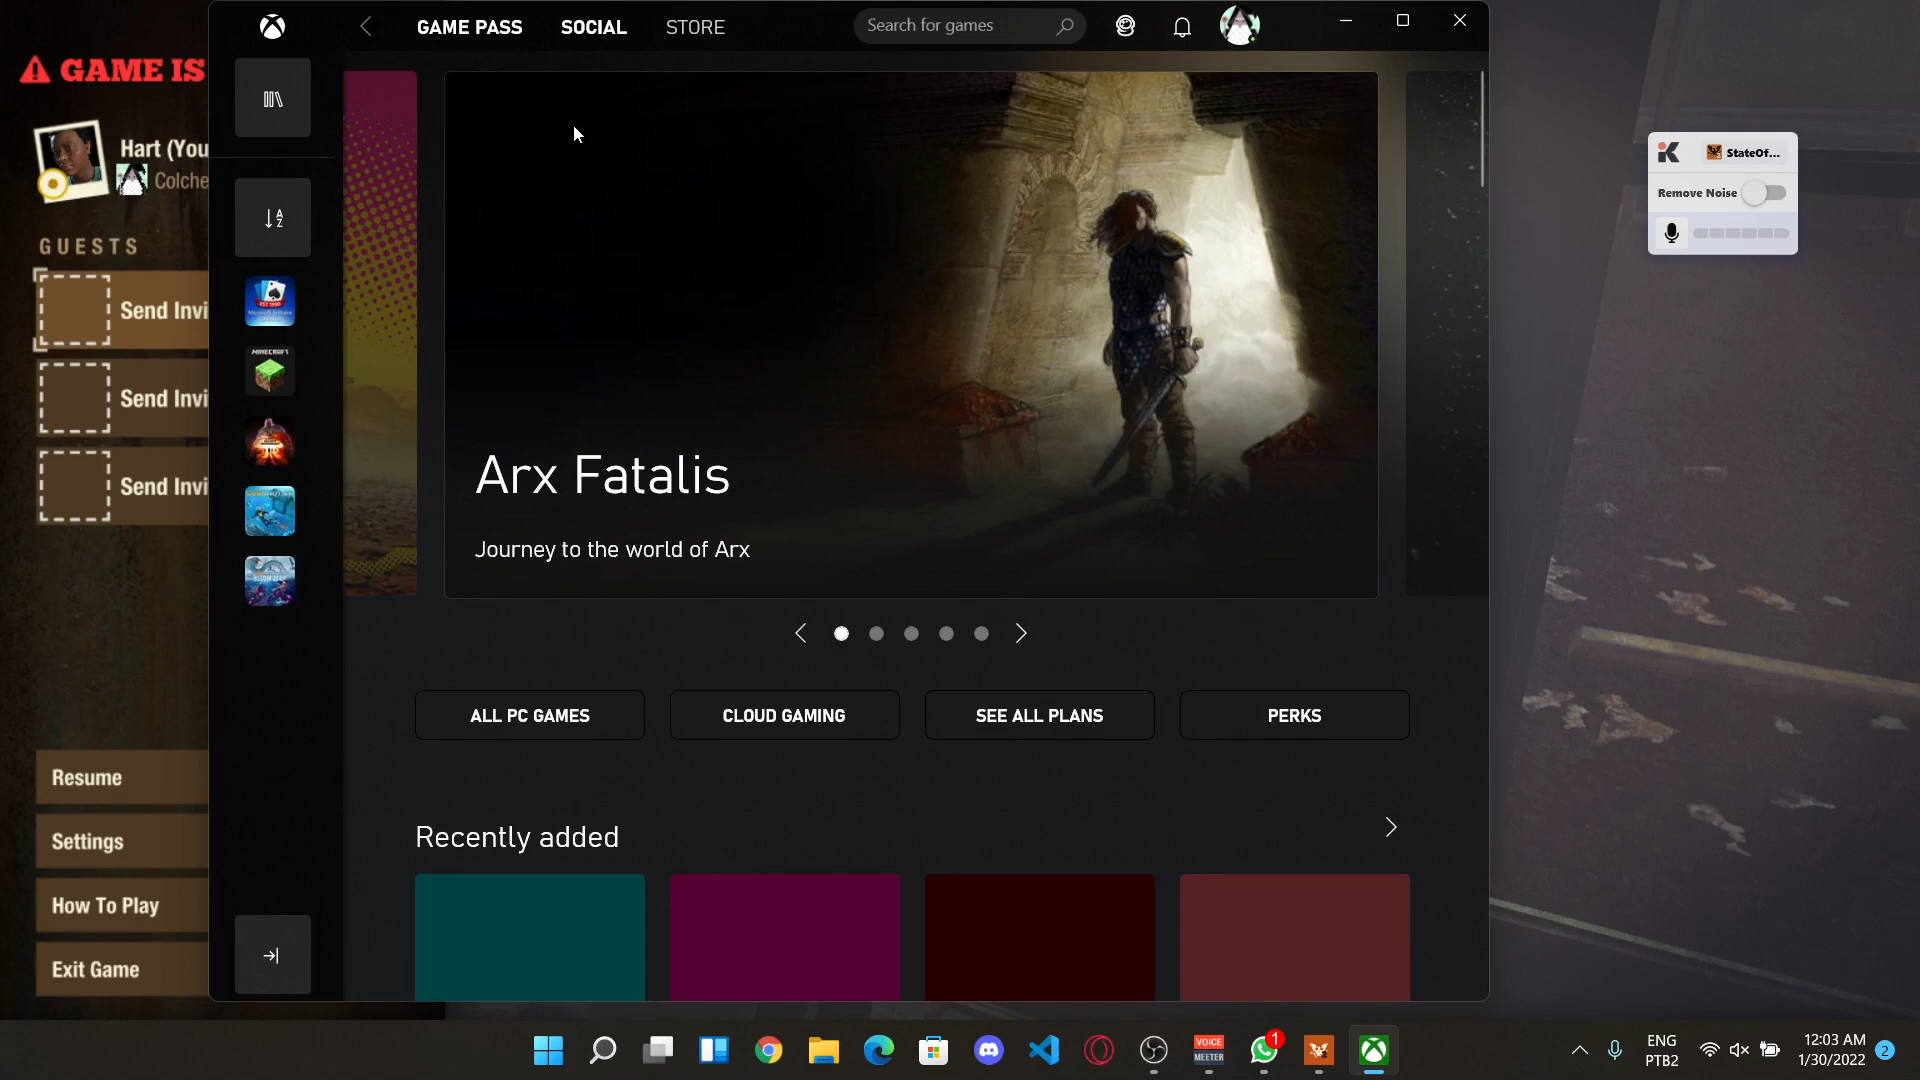 GAME PASS
SOCIAL
STORE
Search for games
GAME IS
Hart (You
Colche
GUESTS
Send Invi
Send Invi
Send Invi
Resume
Settings
How To Play
Exit Game
A
Z
MINECRAFT
Arx Fatalis
Journey to the world of Arx
ALL PC GAMES
CLOUD GAMING
SEE ALL PLANS
PERKS
Recently added
StateOf...
Remove Noise
VOICE
MEETER
1
ENG
PTB2
12:03 AM
1/30/2022
2